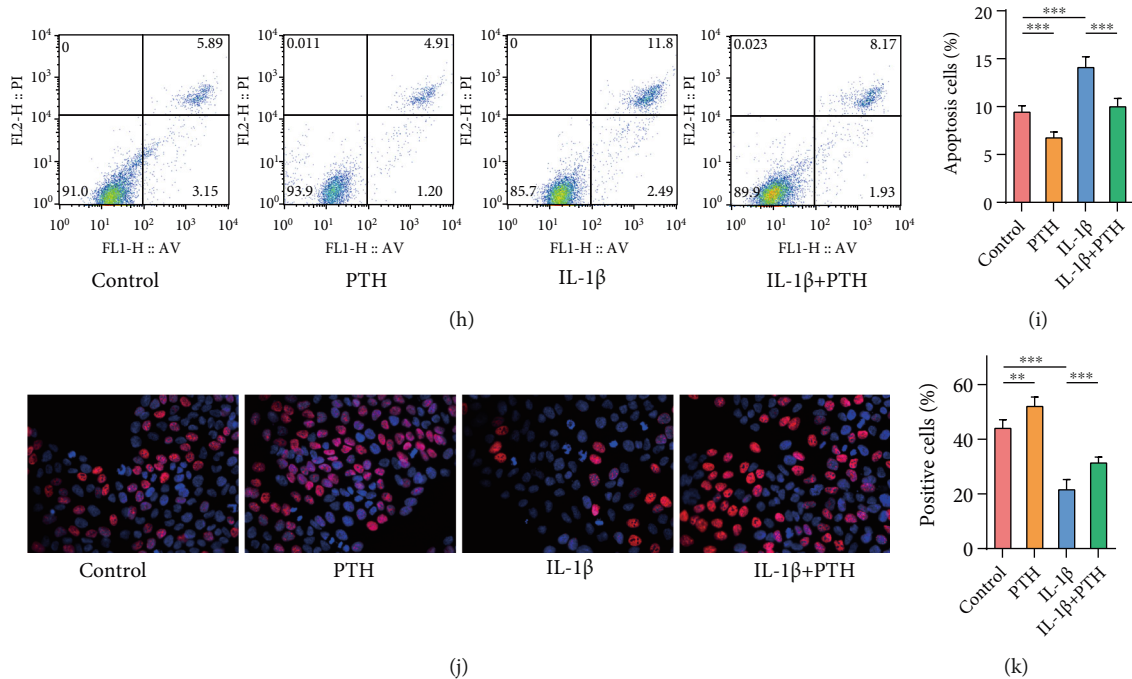 0
5.89
91.0
3.15
10⁴
10³
10⁴
10¹
10⁰
10⁰
10¹
10²
10³
10⁴
FL2-H :: PI
FL1-H :: AV
Control
0.011
4.91
93.9
1.20
10⁴
10³
10⁴
10¹
10⁰
10⁰
10¹
10²
10³
10⁴
FL2-H :: PI
FL1-H :: AV
PTH
0
11.8
85.7
2.49
10⁴
10³
10⁴
10¹
10⁰
10⁰
10¹
10²
10³
10⁴
FL2-H :: PI
FL1-H :: AV
IL-1β
0.023
8.17
89.9
1.93
10⁴
10³
10⁴
10¹
10⁰
10⁰
10¹
10²
10³
10⁴
FL2-H :: PI
FL1-H :: AV
IL-1β+PTH
(h)
Apoptosis cells (%)
20
15
10
5
0
***
***
***
Control
PTH
IL-1β
IL-1β+PTH
(i)
Control
PTH
IL-1β
IL-1β+PTH
(j)
Positive cells (%)
60
40
20
0
***
**
***
Control
PTH
IL-1β
IL-1β+PTH
(k)